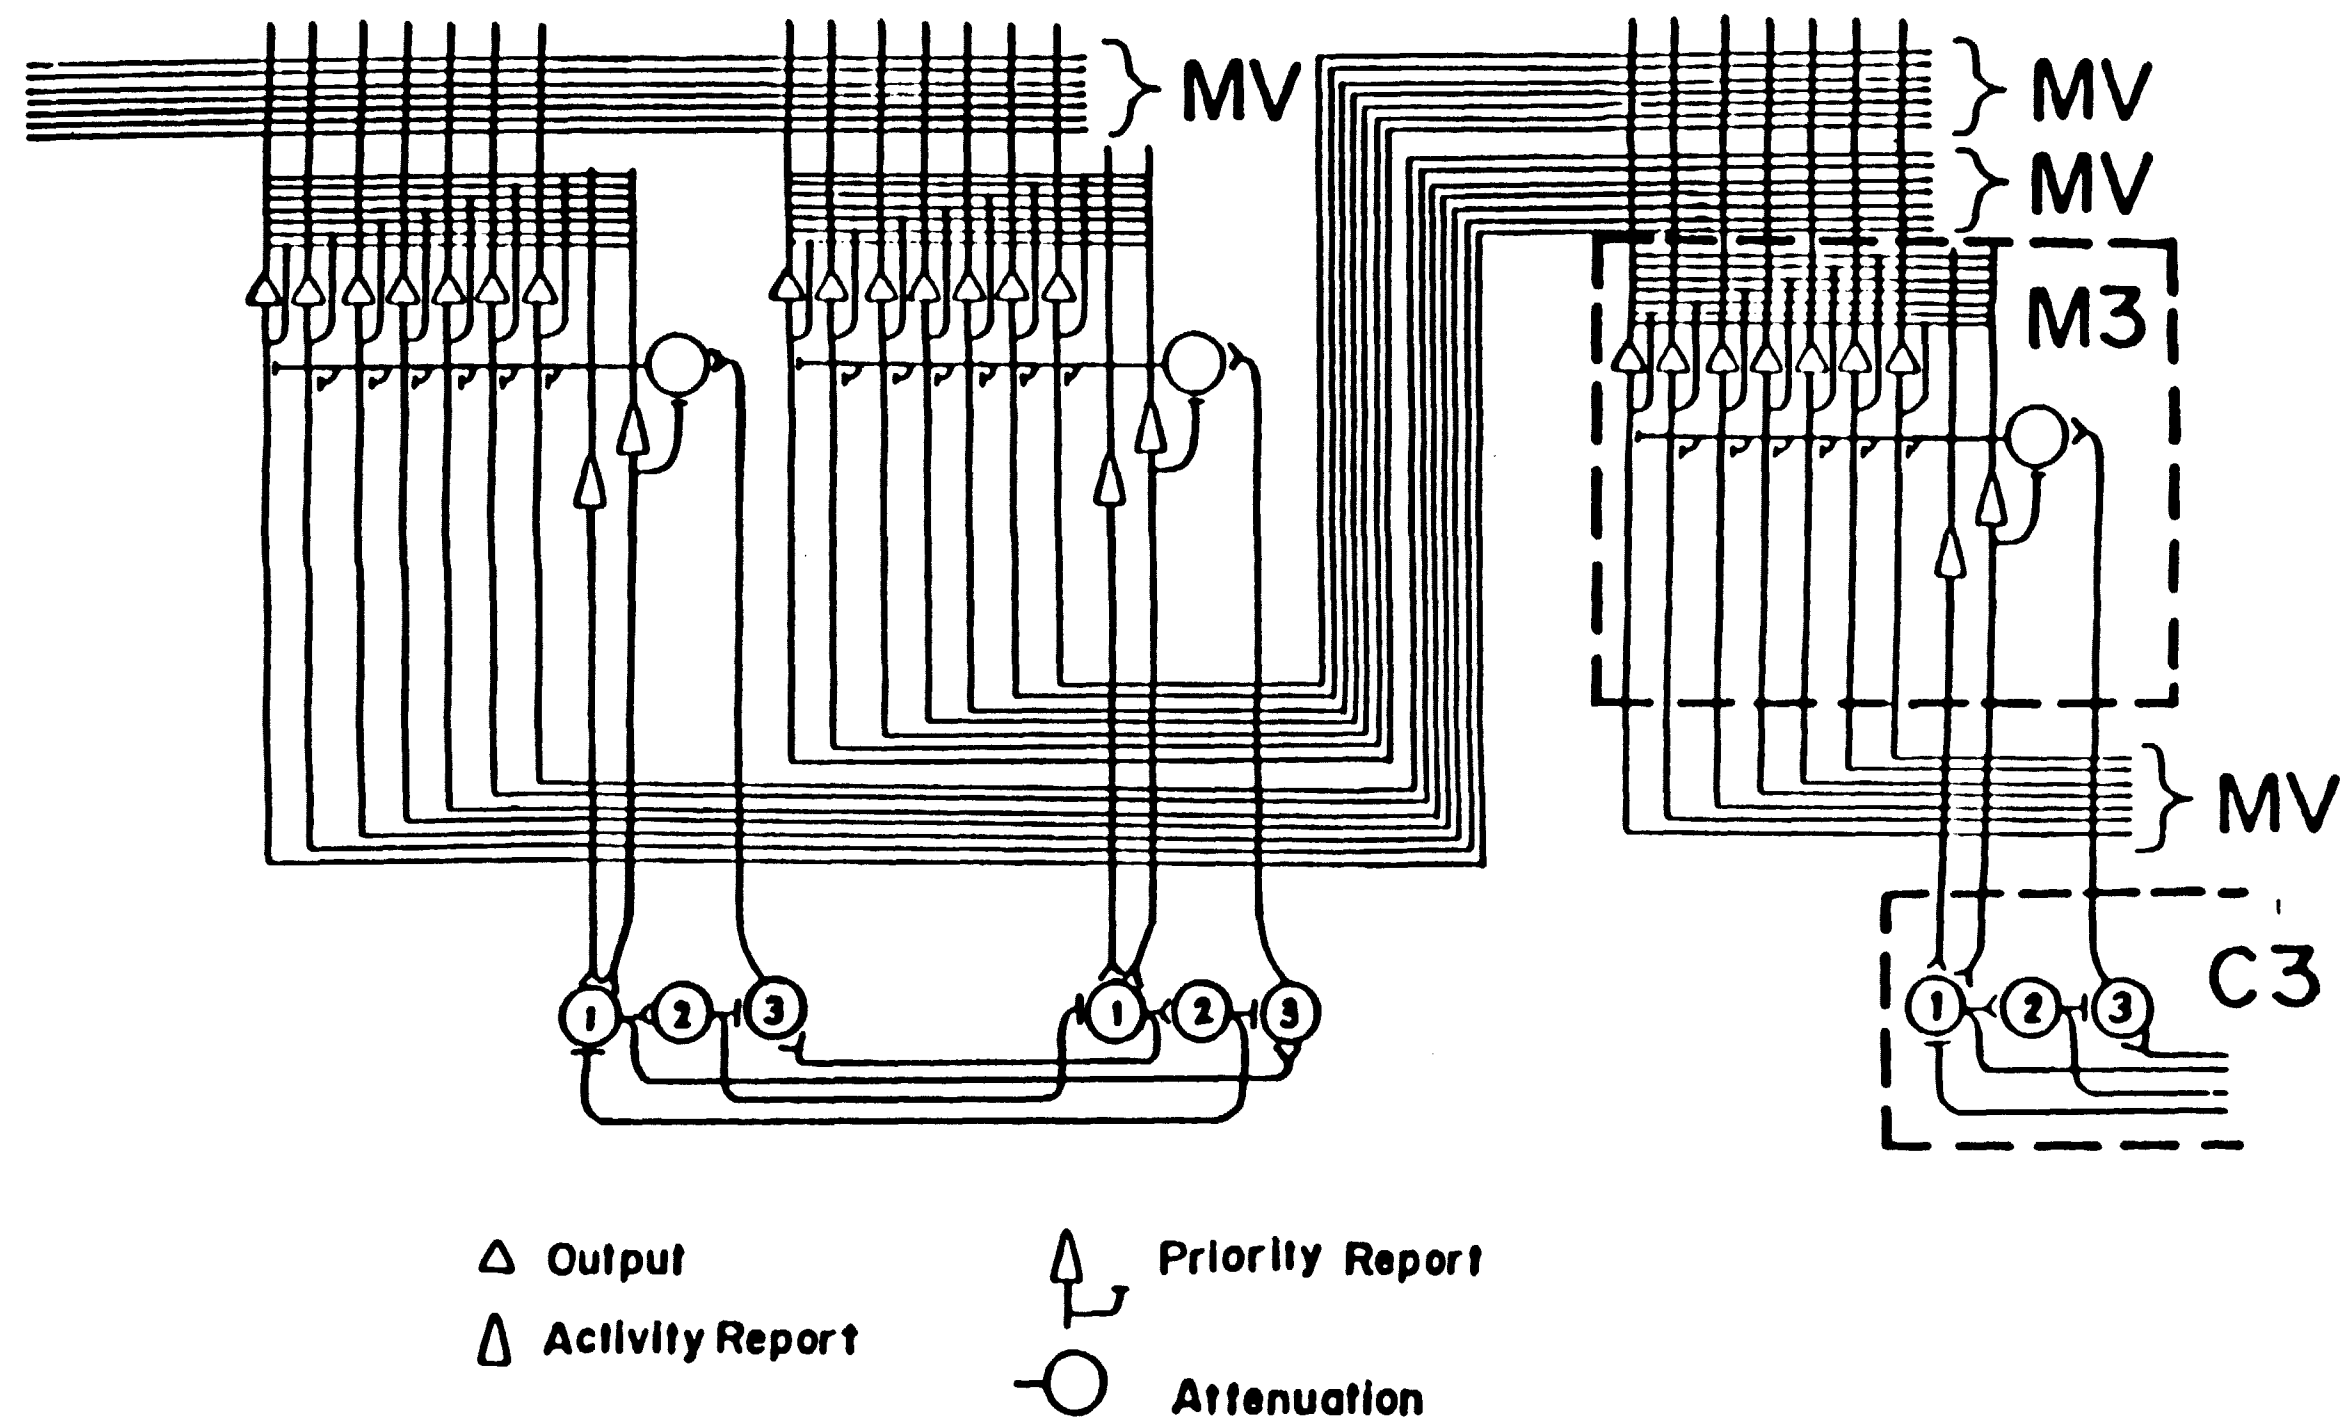 MV
MV
MV
M3
MV
1 2 3
1 2 3
1 2 3
C3
Output
Activity Report
Priority Report
Attenuation